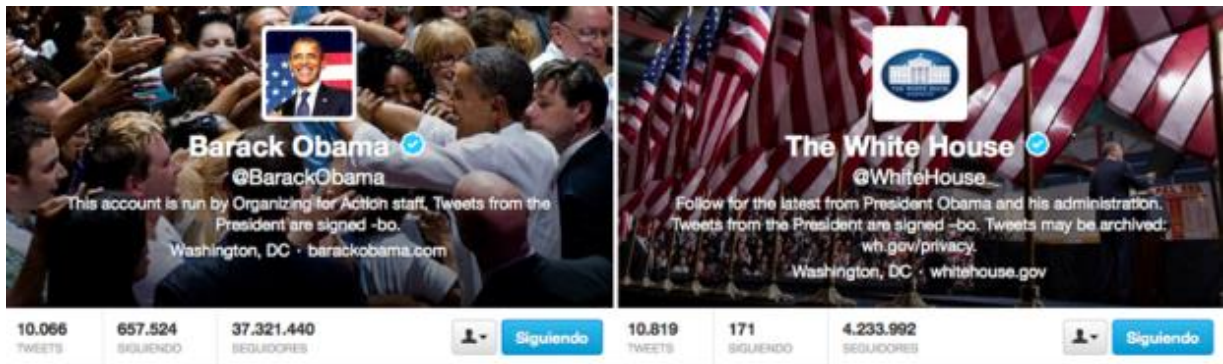 Barack Obama
@BarackObama
This account is run by Organizing for Action staff. Tweets from the
President are signed -bo.
Washington, DC · barackobama.com
10.066
657.524
37.321.440
TWEETS
SIGUIENDO
SEGUIDORES
Siguiendo
THE WHITE HOUSE
The White House
@WhiteHouse
Follow for the latest from President Obama and his administration.
Tweets from the President are signed -bo. Tweets may be archived:
wh.gov/privacy.
Washington, DC · whitehouse.gov
10.819
171
4.233.992
TWEETS
SIGUIENDO
SEGUIDORES
Siguiendo